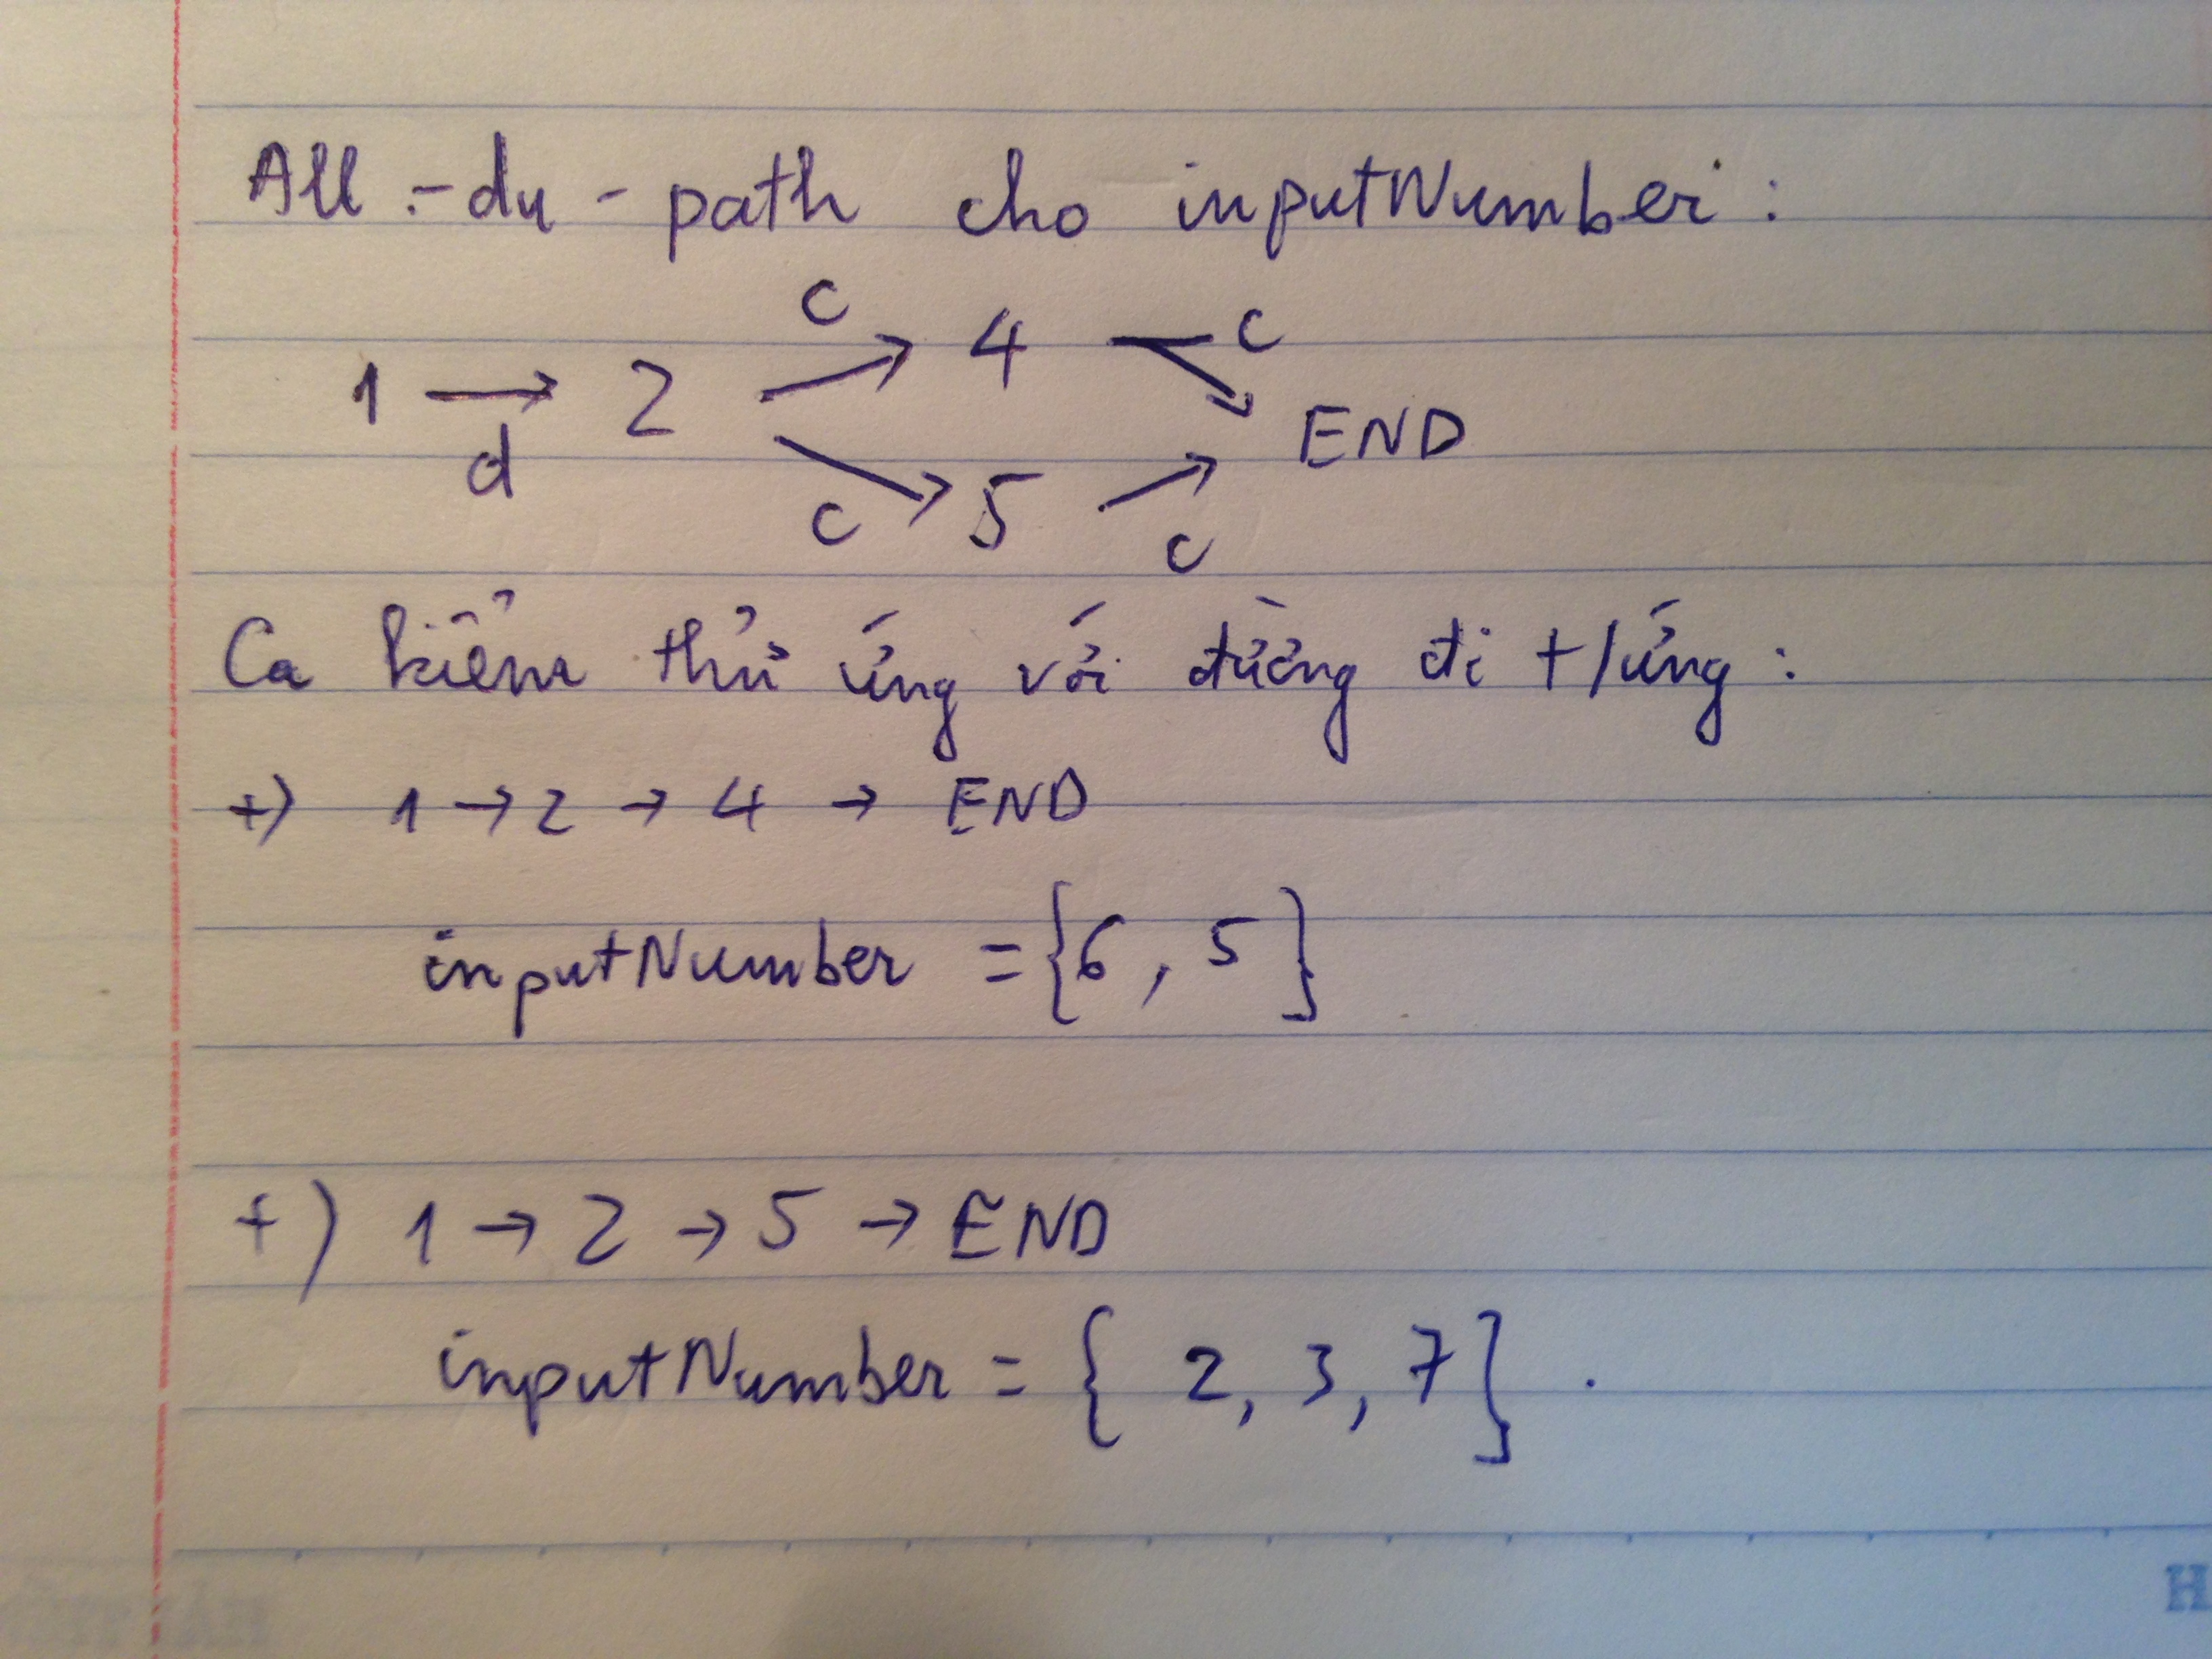 All - du - path cho inputNumber :
c
1 → 2 → 4 → c
d END
c → 5 → c
Ca kiểm thử ứng với đường đi t/ứng :
+) 1 → 2 → 4 → END
inputNumber = {6, 5}
+) 1 → 2 → 5 → END
inputNumber = { 2, 3, 7} .
H